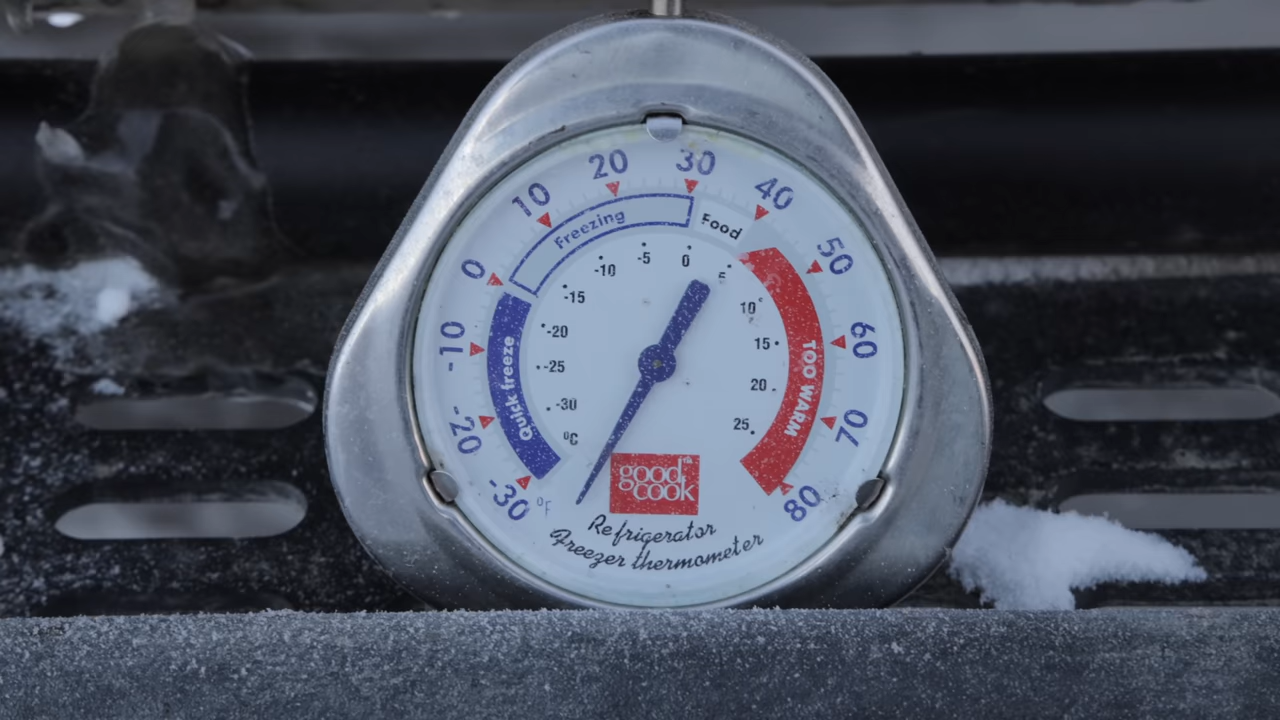 20
30
10
40
0
50
-10
60
-20
70
-30
80
°F
Freezing
Food
Quick freeze
TOO WARM
-10
-5
0
5
-15
10°
-20
15
-25
20
-30
25
°C
good
cook
Refrigerator
Freezer thermometer